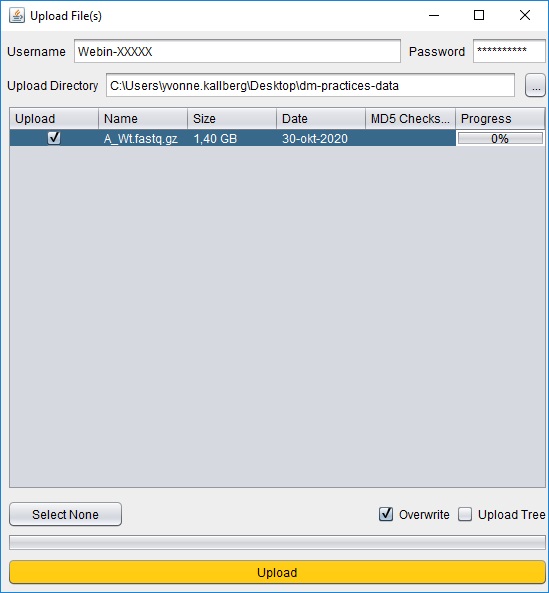 Upload File(s)
Username Webin-XXXXX Password **********
Upload Directory C:\Users\yvonne.kallberg\Desktop\dm-practices-data ...
Upload Name Size Date MD5 Checks... Progress
A_Wt.fastq.gz 1,40 GB 30-okt-2020 0%
Select None Overwrite Upload Tree
Upload